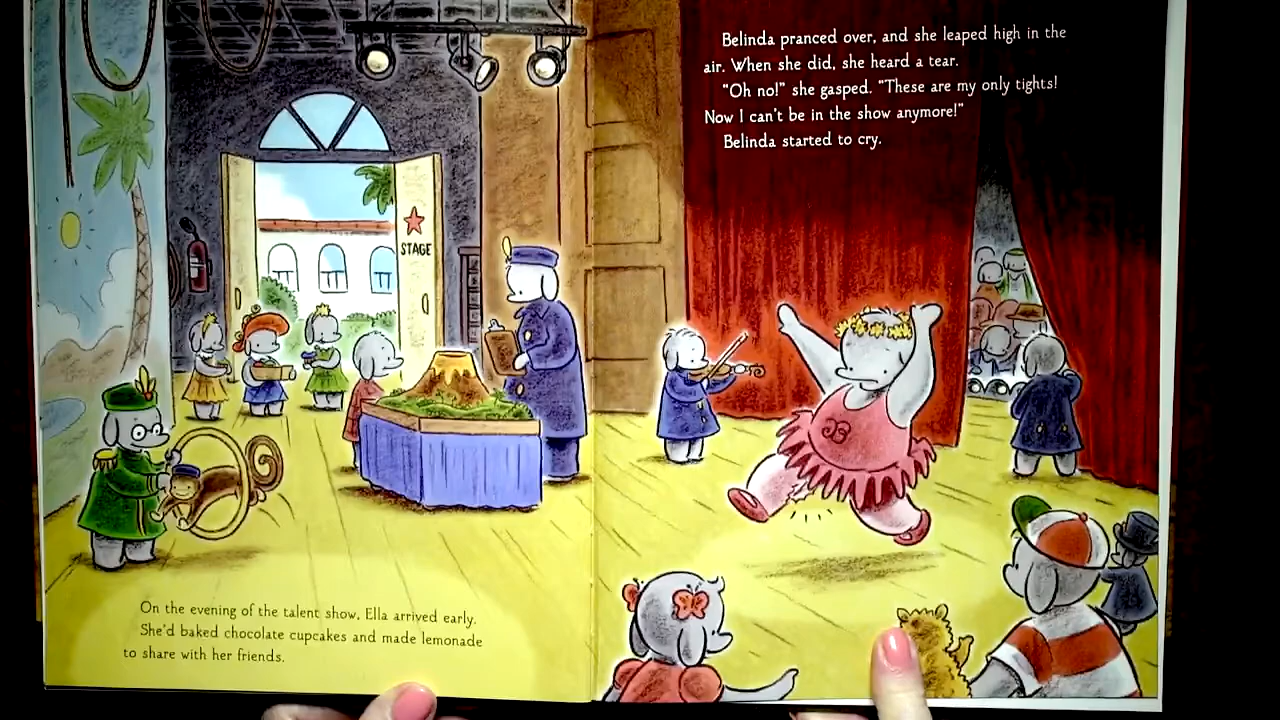 STAGE
On the evening of the talent show, Ella arrived early.
She'd baked chocolate cupcakes and made lemonade
to share with her friends.
Belinda pranced over, and she leaped high in the
air. When she did, she heard a tear.
"Oh no!" she gasped. "These are my only tights!
Now I can't be in the show anymore!"
Belinda started to cry.
B